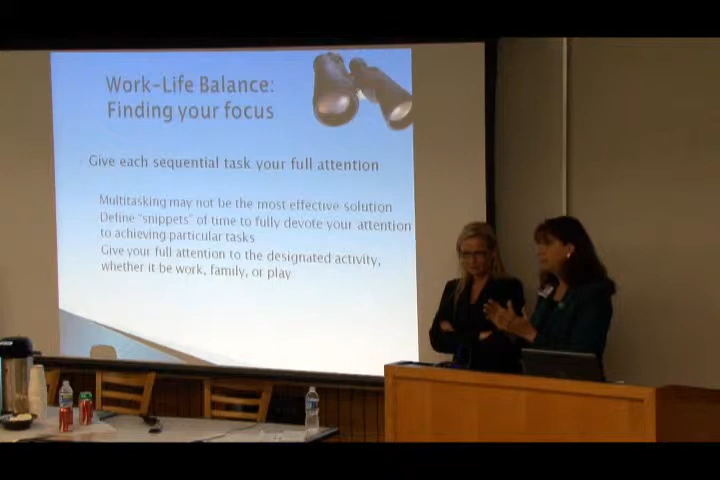 Work-Life Balance:
Finding your focus
Give each sequential task your full attention
Multitasking may not be the most effective solution
Define "snippets" of time to fully devote your attention
to achieving particular tasks
Give your full attention to the designated activity,
whether it be work, family, or play